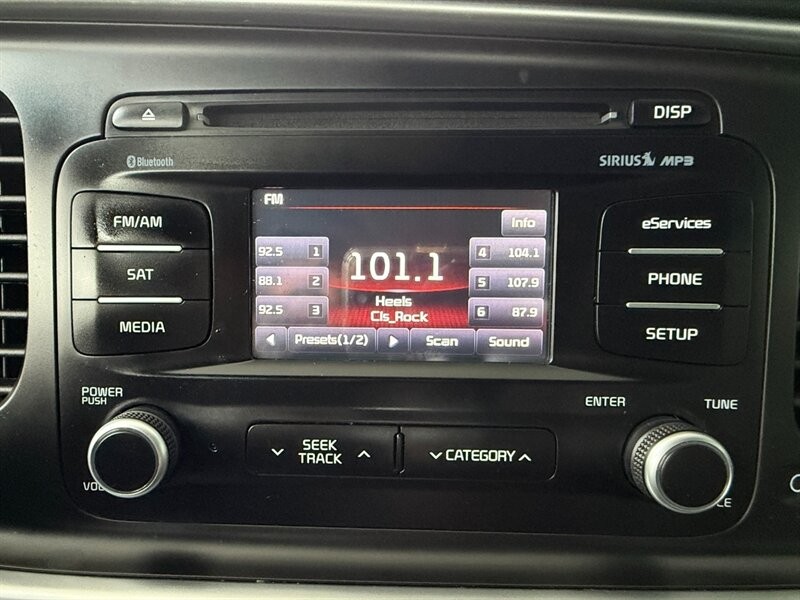 DISP
Bluetooth
SIRIUS MP3
FM
Info
FM/AM
SAT
MEDIA
92.5 1
88.1 2
92.5 3
101.1
Heels
Cls_Rock
4 104.1
5 107.9
6 87.9
Presets(1/2)
Scan
Sound
eServices
PHONE
SETUP
POWER
PUSH
VOL
SEEK
TRACK
CATEGORY
ENTER
TUNE